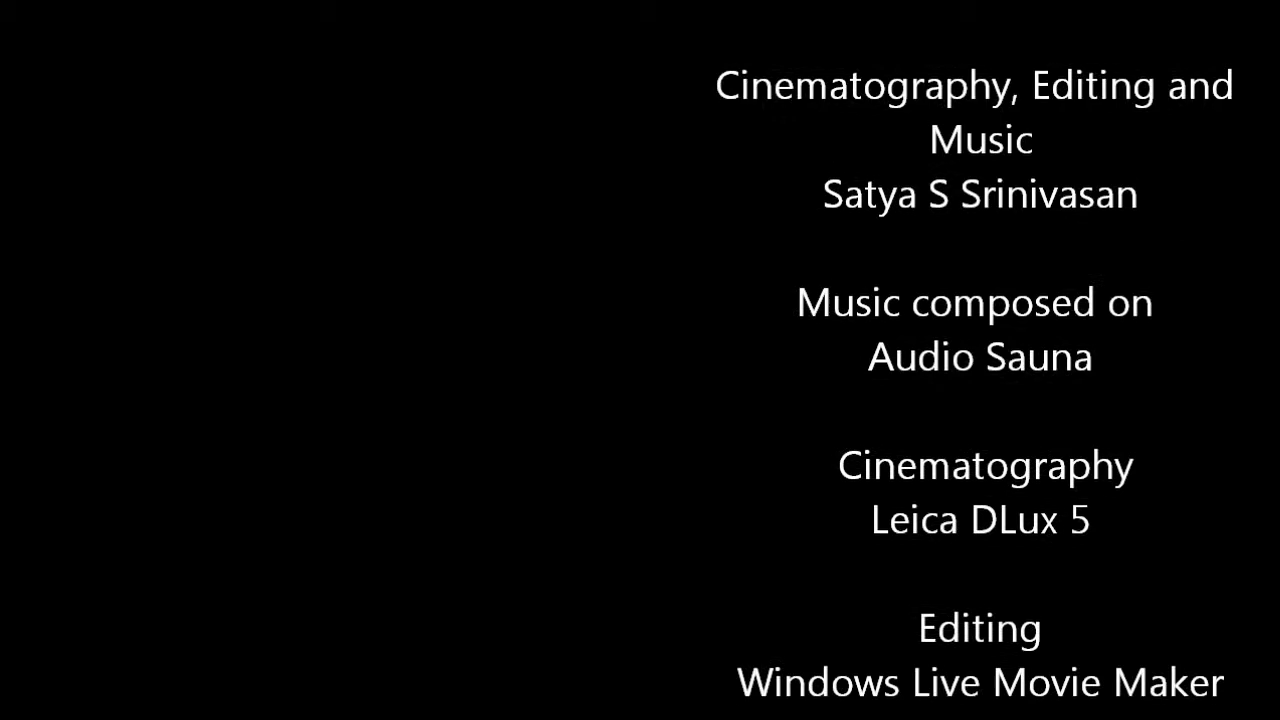 Cinematography, Editing and
Music
Satya S Srinivasan
Music composed on
Audio Sauna
Cinematography
Leica DLux 5
Editing
Windows Live Movie Maker